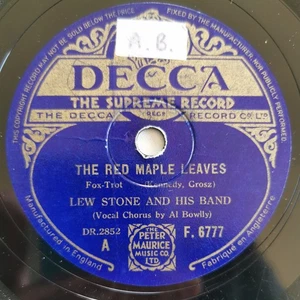 A.B.
THIS COPYRIGHT RECORD MAY NOT BE SOLD BELOW THE PRICE FIXED BY THE MANUFACTURERS NOR PUBLICLY PERFORMED
DECCA
THE SUPREME RECORD
THE DECCA RECORD Co Ltd
THE RED MAPLE LEAVES
Fox-Trot (Kennedy, Grosz)
LEW STONE AND HIS BAND
(Vocal Chorus by Al Bowlly)
DR.2852 F. 6777
A
THE
PETER
MAURICE
MUSIC CO.
LTD.
Manufactured in England
Fabriqué en Angleterre